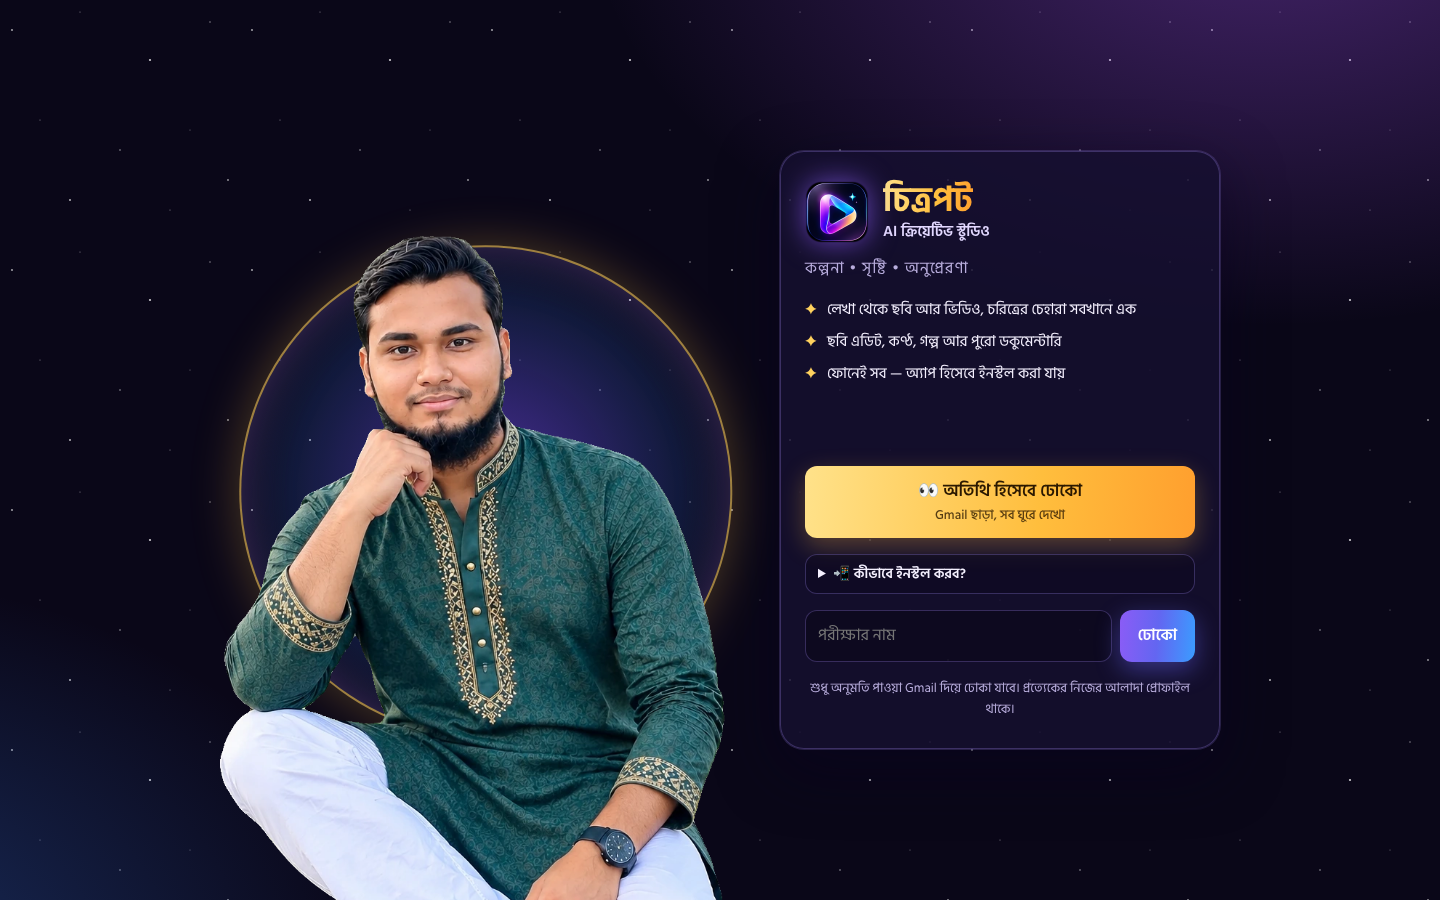 চিত্রপট
AI ক্রিয়েটিভ স্টুডিও
কল্পনা • সৃষ্টি • অনুপ্রেরণা
✦ লেখা থেকে ছবি আর ভিডিও, চরিত্রের চেহারা সবখানে এক
✦ ছবি এডিট, কণ্ঠ, গল্প আর পুরো ডকুমেন্টারি
✦ ফোনেই সব — অ্যাপ হিসেবে ইনস্টল করা যায়
👀 অতিথি হিসেবে ঢোকো
Gmail ছাড়া, সব ঘুরে দেখো
▶ 📲 কীভাবে ইনস্টল করব?
পরীক্ষার নাম
ঢোকো
শুধু অনুমতি পাওয়া Gmail দিয়ে ঢোকা যাবে। প্রত্যেকের নিজের আলাদা প্রোফাইল
থাকে।